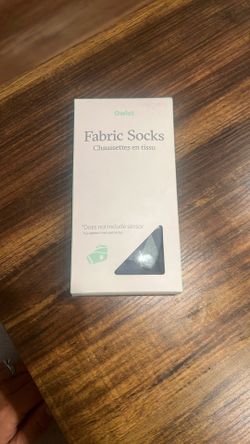 Owlet
Fabric Socks
Chaussettes en tissu
*Does not include sensor